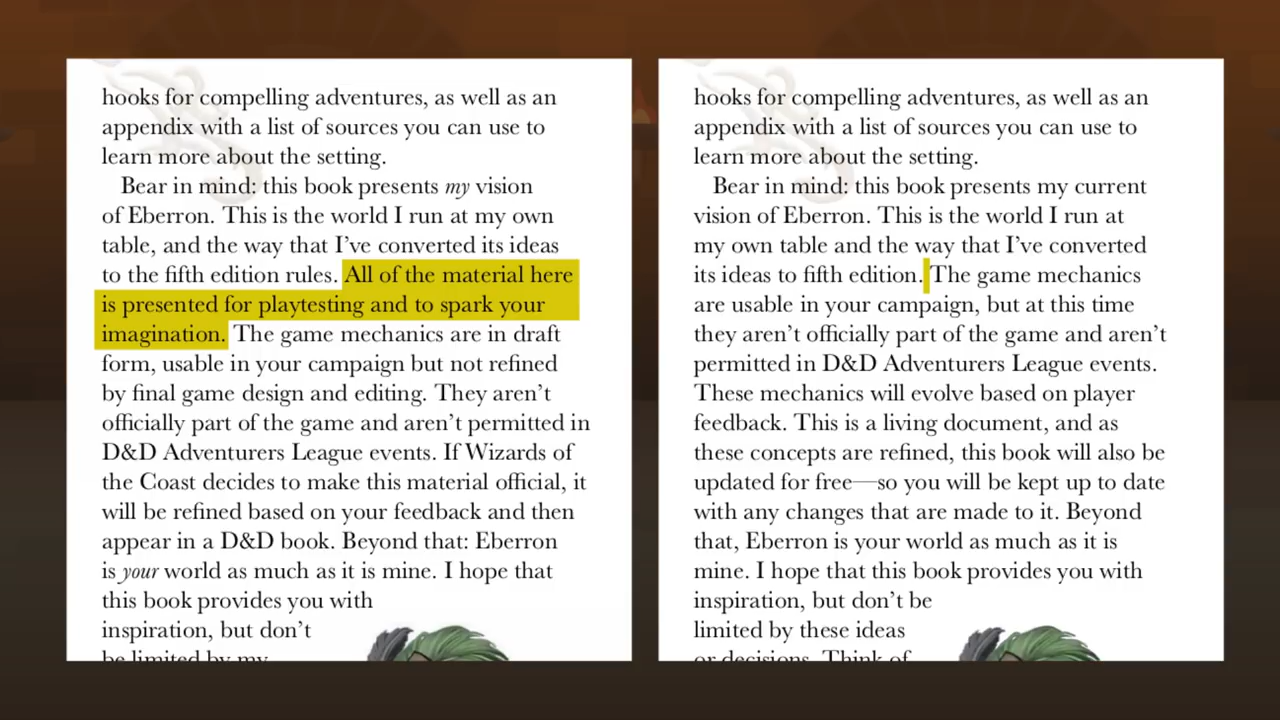 hooks for compelling adventures, as well as an
appendix with a list of sources you can use to
learn more about the setting.
Bear in mind: this book presents my vision
of Eberron. This is the world I run at my own
table, and the way that I've converted its ideas
to the fifth edition rules. All of the material here
is presented for playtesting and to spark your
imagination. The game mechanics are in draft
form, usable in your campaign but not refined
by final game design and editing. They aren't
officially part of the game and aren't permitted in
D&D Adventurers League events. If Wizards of
the Coast decides to make this material official, it
will be refined based on your feedback and then
appear in a D&D book. Beyond that: Eberron
is your world as much as it is mine. I hope that
this book provides you with
inspiration, but don't
be limited by my
hooks for compelling adventures, as well as an
appendix with a list of sources you can use to
learn more about the setting.
Bear in mind: this book presents my current
vision of Eberron. This is the world I run at
my own table and the way that I've converted
its ideas to fifth edition. The game mechanics
are usable in your campaign, but at this time
they aren't officially part of the game and aren't
permitted in D&D Adventurers League events.
These mechanics will evolve based on player
feedback. This is a living document, and as
these concepts are refined, this book will also be
updated for free—so you will be kept up to date
with any changes that are made to it. Beyond
that, Eberron is your world as much as it is
mine. I hope that this book provides you with
inspiration, but don't be
limited by these ideas
or decisions. Think of